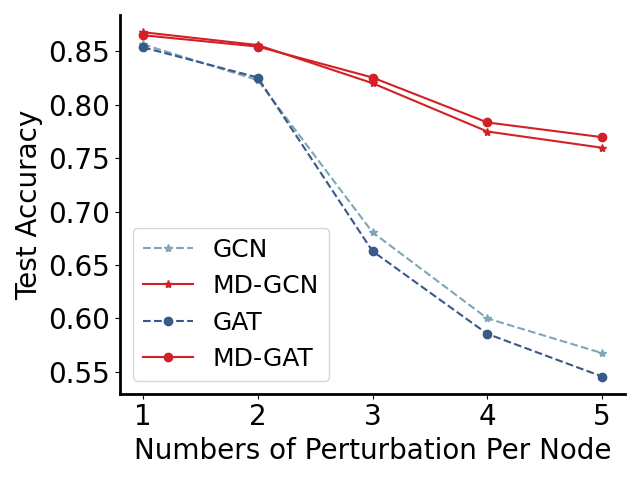 Test Accuracy
0.85
0.80
0.75
0.70
0.65
0.60
0.55
GCN
MD-GCN
GAT
MD-GAT
1 2 3 4 5
Numbers of Perturbation Per Node